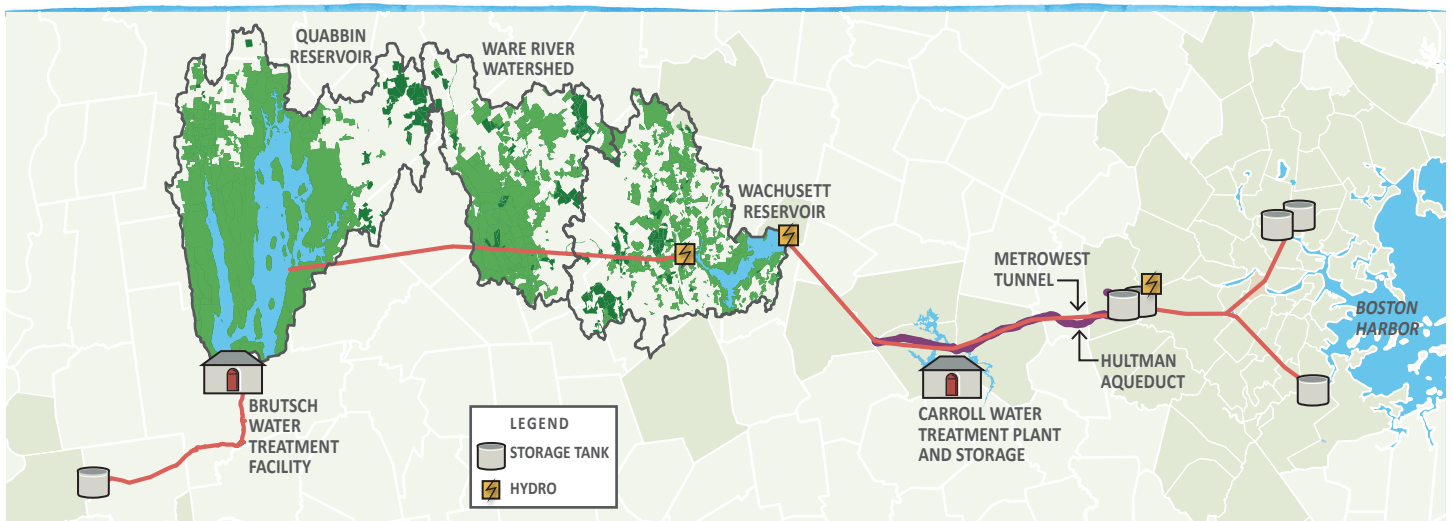 QUABBIN
RESERVOIR
WARE RIVER
WATERSHED
WACHUSETT
RESERVOIR
METROWEST
TUNNEL
BOSTON
HARBOR
HULTMAN
AQUEDUCT
BRUTSCH
WATER
TREATMENT
FACILITY
CARROLL WATER
TREATMENT PLANT
AND STORAGE
LEGEND
STORAGE TANK
HYDRO